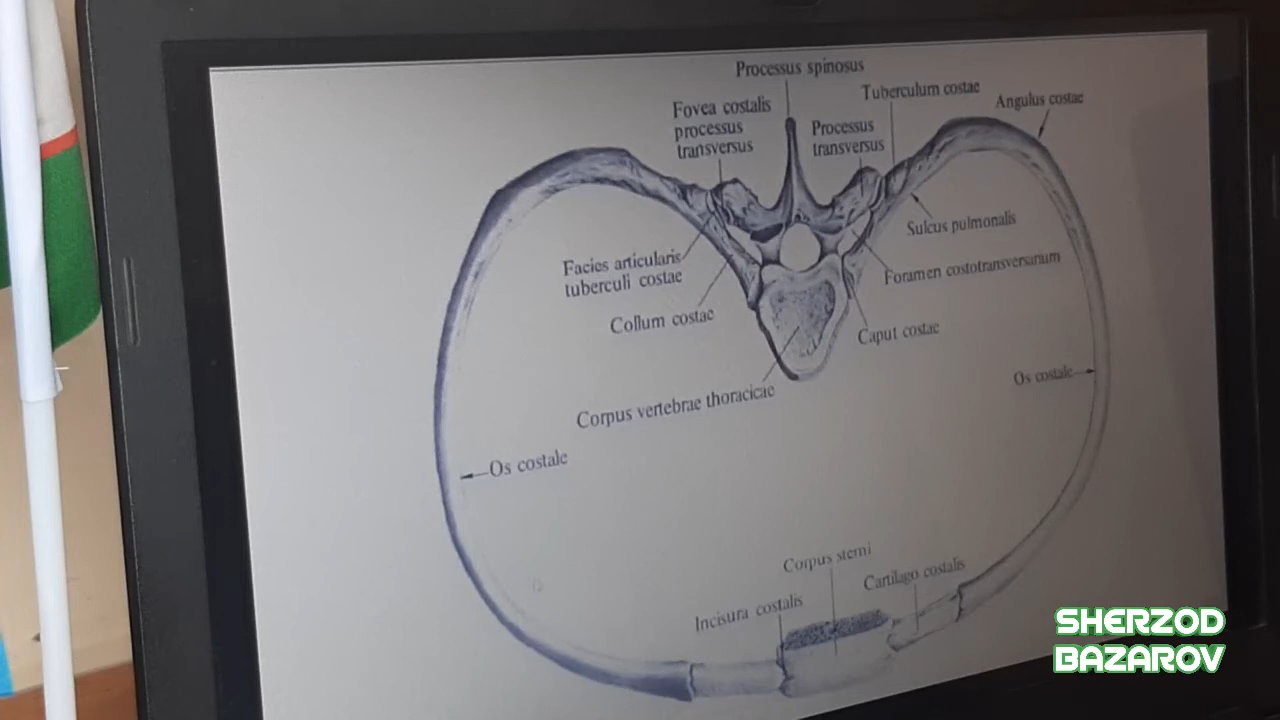 Processus spinosus
Tuberculum costae
Angulus costae
Fovea costalis
processus
transversus
Processus
transversus
Sulcus pulmonalis
Facies articularis
tuberculi costae
Foramen costotransversarium
Collum costae
Caput costae
Os costale
Corpus vertebrae thoracicae
Os costale
Corpus sterni
Cartilago costalis
Incisura costalis
SHERZOD
BAZAROV